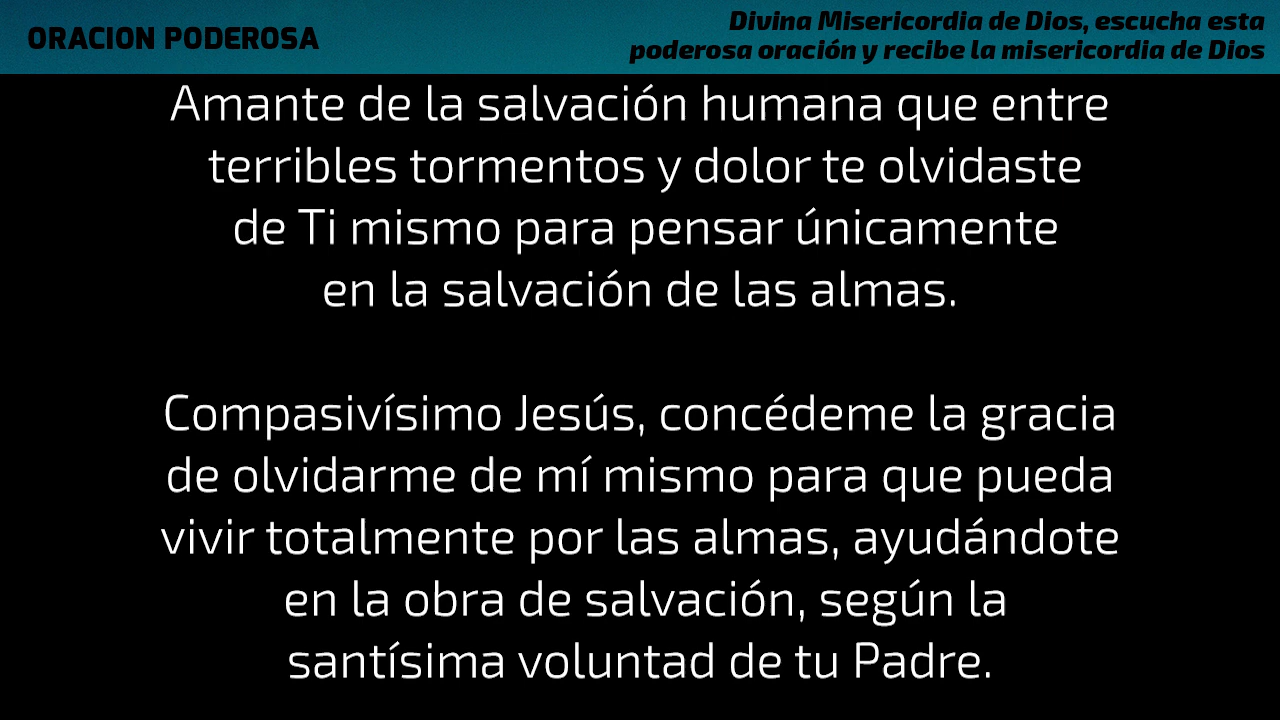 ORACION PODEROSA
Divina Misericordia de Dios, escucha esta
poderosa oración y recibe la misericordia de Dios
Amante de la salvación humana que entre
terribles tormentos y dolor te olvidaste
de Ti mismo para pensar únicamente
en la salvación de las almas.
Compasivísimo Jesús, concédeme la gracia
de olvidarme de mí mismo para que pueda
vivir totalmente por las almas, ayudándote
en la obra de salvación, según la
santísima voluntad de tu Padre.